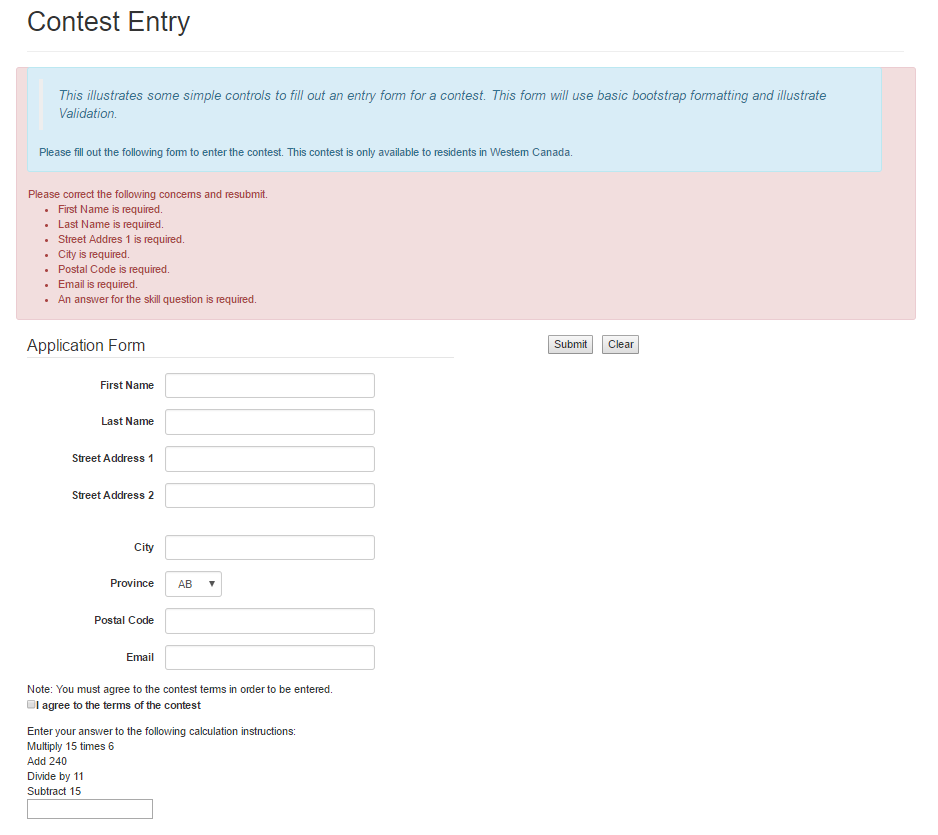 Contest Entry
This illustrates some simple controls to fill out an entry form for a contest. This form will use basic bootstrap formatting and illustrate
Validation.
Please fill out the following form to enter the contest. This contest is only available to residents in Western Canada.
Please correct the following concerns and resubmit.
First Name is required.
Last Name is required.
Street Addres 1 is required.
City is required.
Postal Code is required.
Email is required.
An answer for the skill question is required.
Application Form
Submit Clear
First Name
Last Name
Street Address 1
Street Address 2
City
Province AB
Postal Code
Email
Note: You must agree to the contest terms in order to be entered.
I agree to the terms of the contest
Enter your answer to the following calculation instructions:
Multiply 15 times 6
Add 240
Divide by 11
Subtract 15